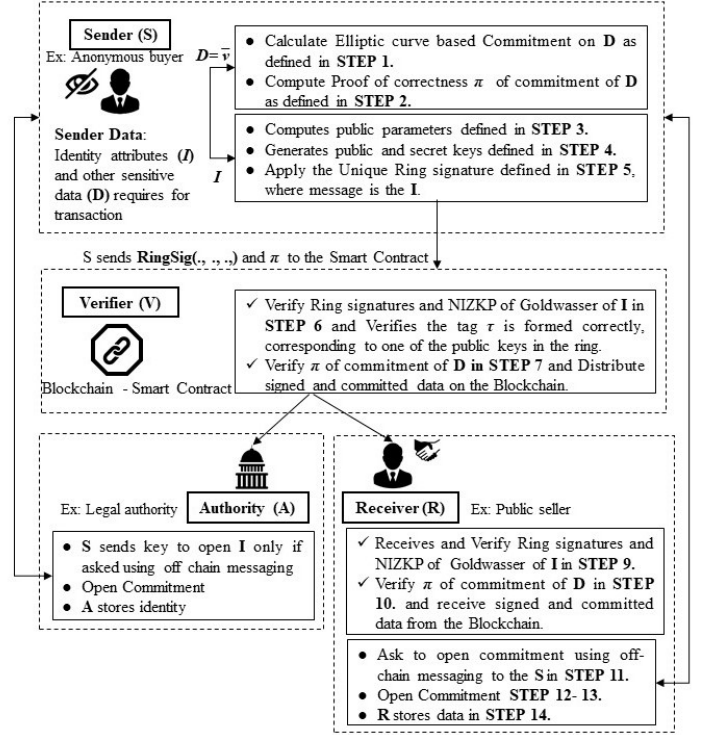 Sender (S)
Ex: Anonymous buyer
D= v̅
● Calculate Elliptic curve based Commitment on D as
defined in STEP 1.
● Compute Proof of correctness π of commitment of D
as defined in STEP 2.
Sender Data:
Identity attributes (I)
and other sensitive
data (D) requires for
transaction
I
● Computes public parameters defined in STEP 3.
● Generates public and secret keys defined in STEP 4.
● Apply the Unique Ring signature defined in STEP 5,
where message is the I.
S sends RingSig(., ., .,) and π to the Smart Contract
Verifier (V)
Blockchain - Smart Contract
✓ Verify Ring signatures and NIZKP of Goldwasser of I in
STEP 6 and Verifies the tag τ is formed correctly,
corresponding to one of the public keys in the ring.
✓ Verify π of commitment of D in STEP 7 and Distribute
signed and committed data on the Blockchain.
Ex: Legal authority
Authority (A)
● S sends key to open I only if
asked using off chain messaging
● Open Commitment
● A stores identity
Receiver (R)
Ex: Public seller
✓ Receives and Verify Ring signatures and
NIZKP of Goldwasser of I in STEP 9.
✓ Verify π of commitment of D in STEP
10. and receive signed and committed
data from the Blockchain.
● Ask to open commitment using off-
chain messaging to the S in STEP 11.
● Open Commitment STEP 12- 13.
● R stores data in STEP 14.